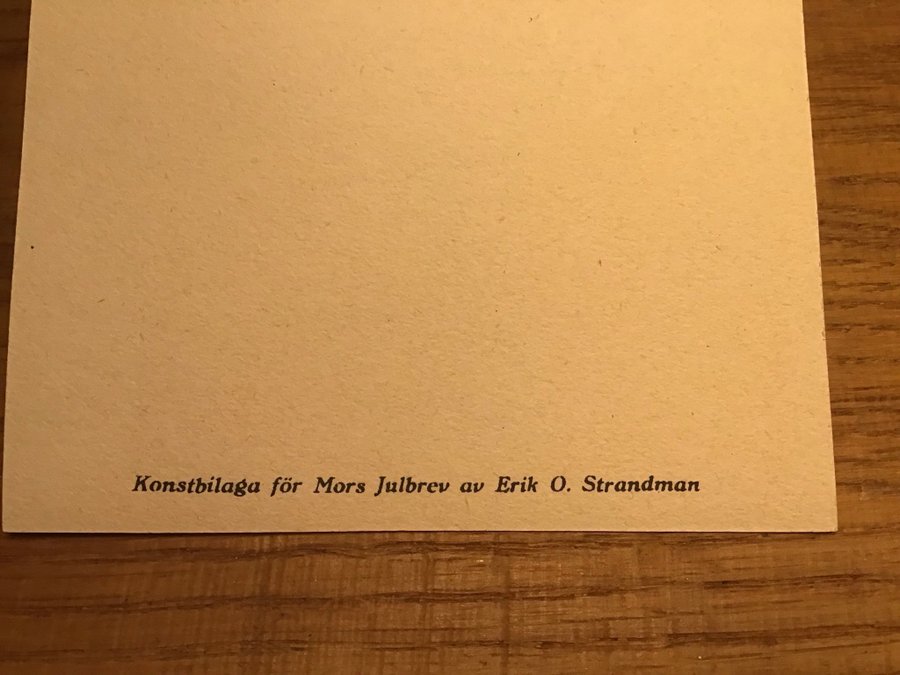 Konstbilaga för Mors Julbrev av Erik O. Strandman